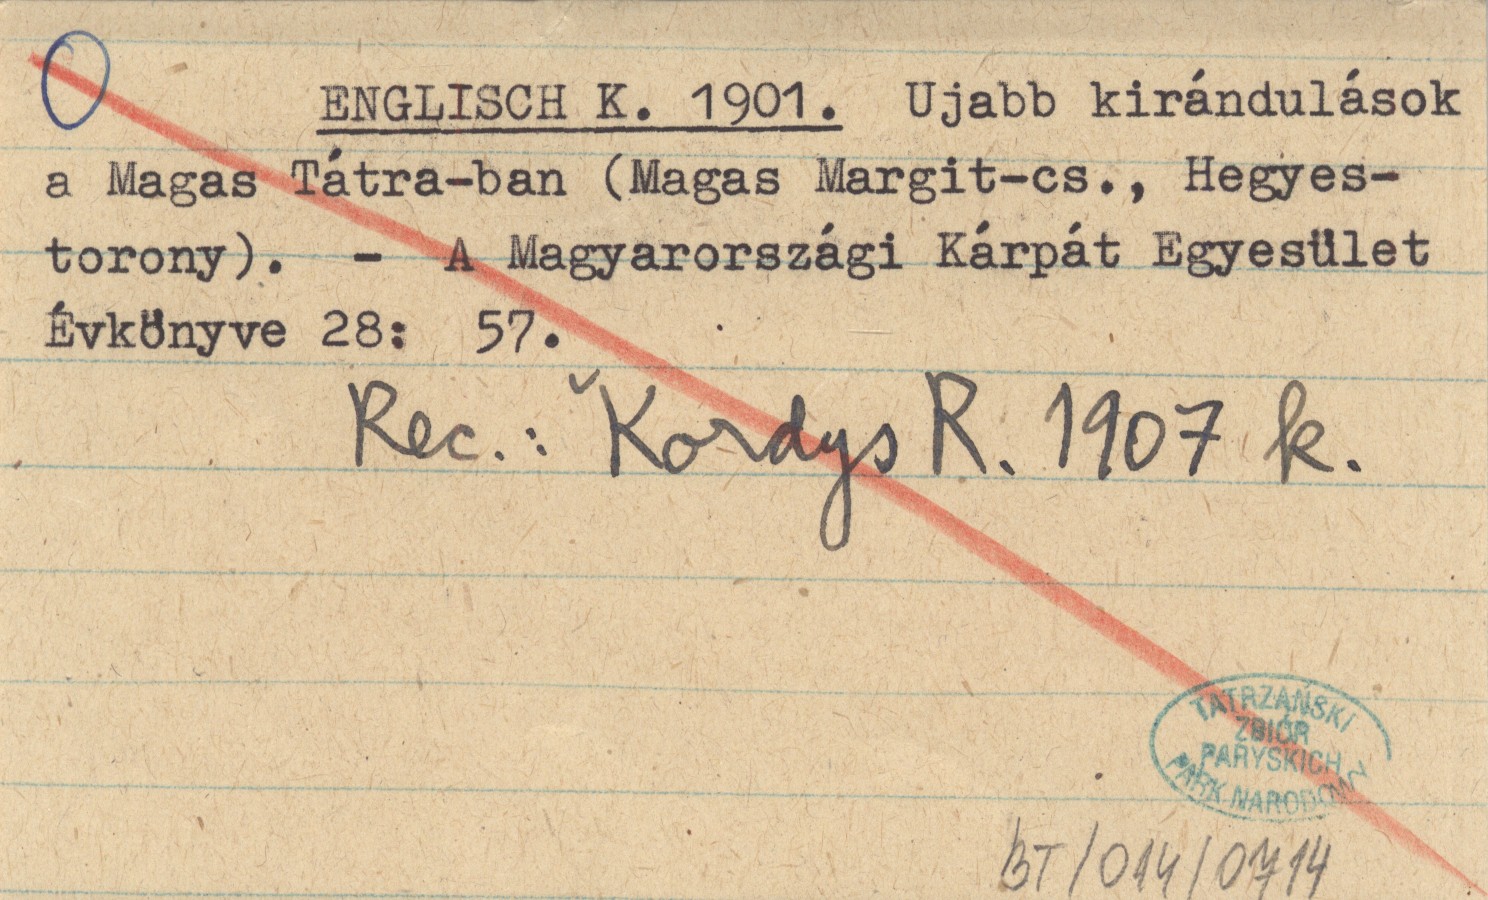 ENGLISCH K. 1901. Ujabb kirándulások
a Magas Tátra-ban (Magas Margit-cs., Hegyes-
torony). - A Magyarországi Kárpát Egyesület
Évkönyve 28: 57.
Rec.: Kordys R. 1907 k.
TATRZAŃSKI
ZBIÓR
PARYSKICH
PARK NARODOWY
BT/014/0714